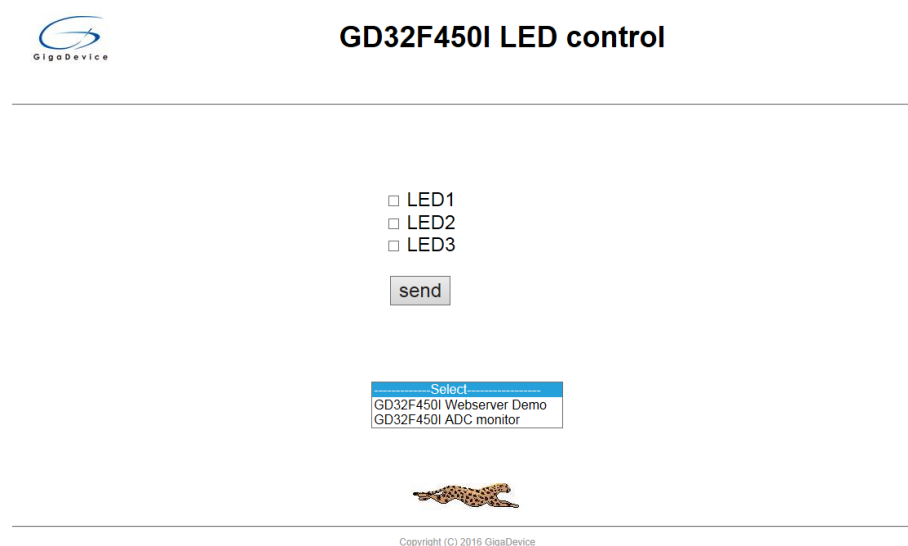 GigaDevice
GD32F450I LED control
LED1
LED2
LED3
send
-------------Select-----------------
GD32F450I Webserver Demo
GD32F450I ADC monitor
Copyright (C) 2016 GigaDevice